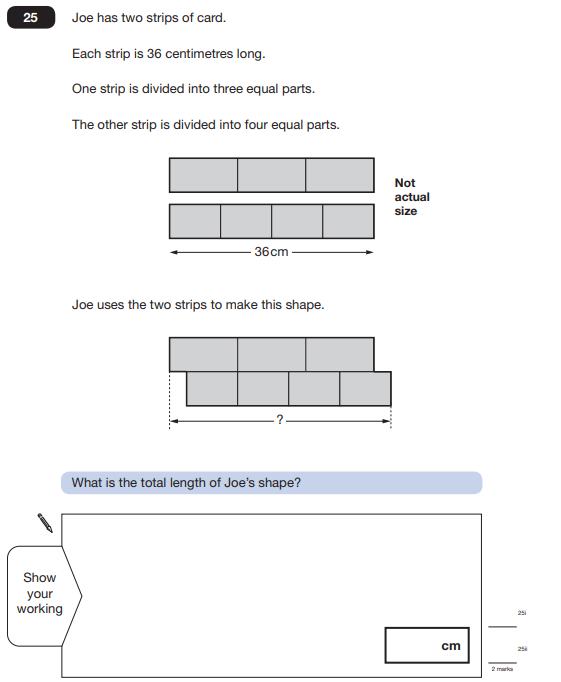 25
Joe has two strips of card.
Each strip is 36 centimetres long.
One strip is divided into three equal parts.
The other strip is divided into four equal parts.
Not
actual
size
36 cm
Joe uses the two strips to make this shape.
?
What is the total length of Joe's shape?
Show
your
working
cm
25i
25ii
2 marks